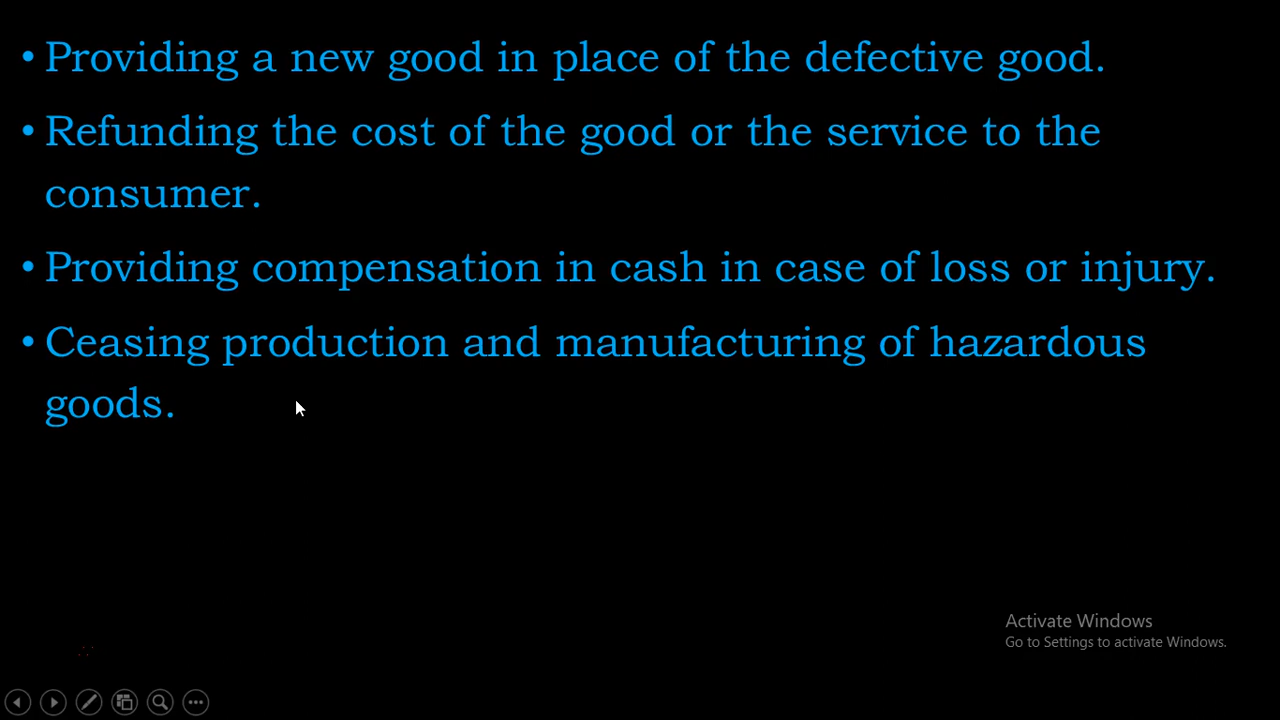 • Providing a new good in place of the defective good.
• Refunding the cost of the good or the service to the
consumer.
• Providing compensation in cash in case of loss or injury.
• Ceasing production and manufacturing of hazardous
goods.
Activate Windows
Go to Settings to activate Windows.